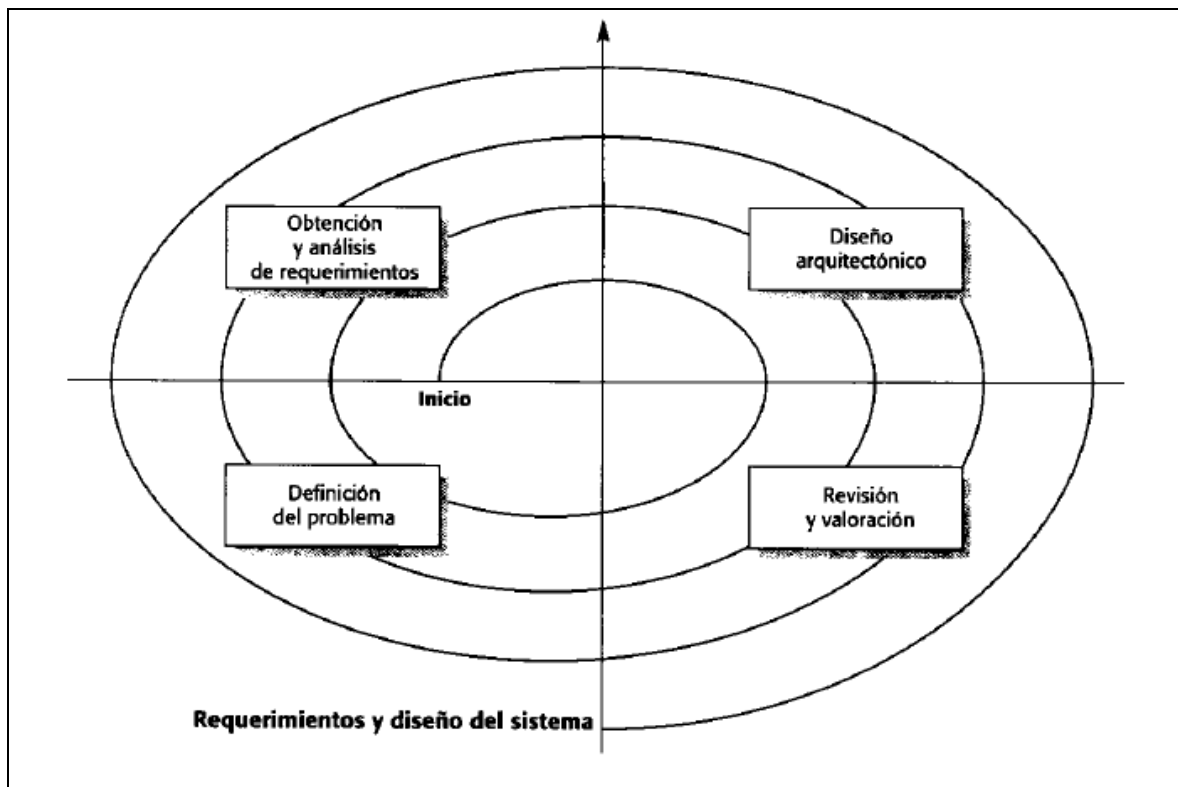 Obtención
y análisis
de requerimientos
Diseño
arquitectónico
Inicio
Definición
del problema
Revisión
y valoración
Requerimientos y diseño del sistema